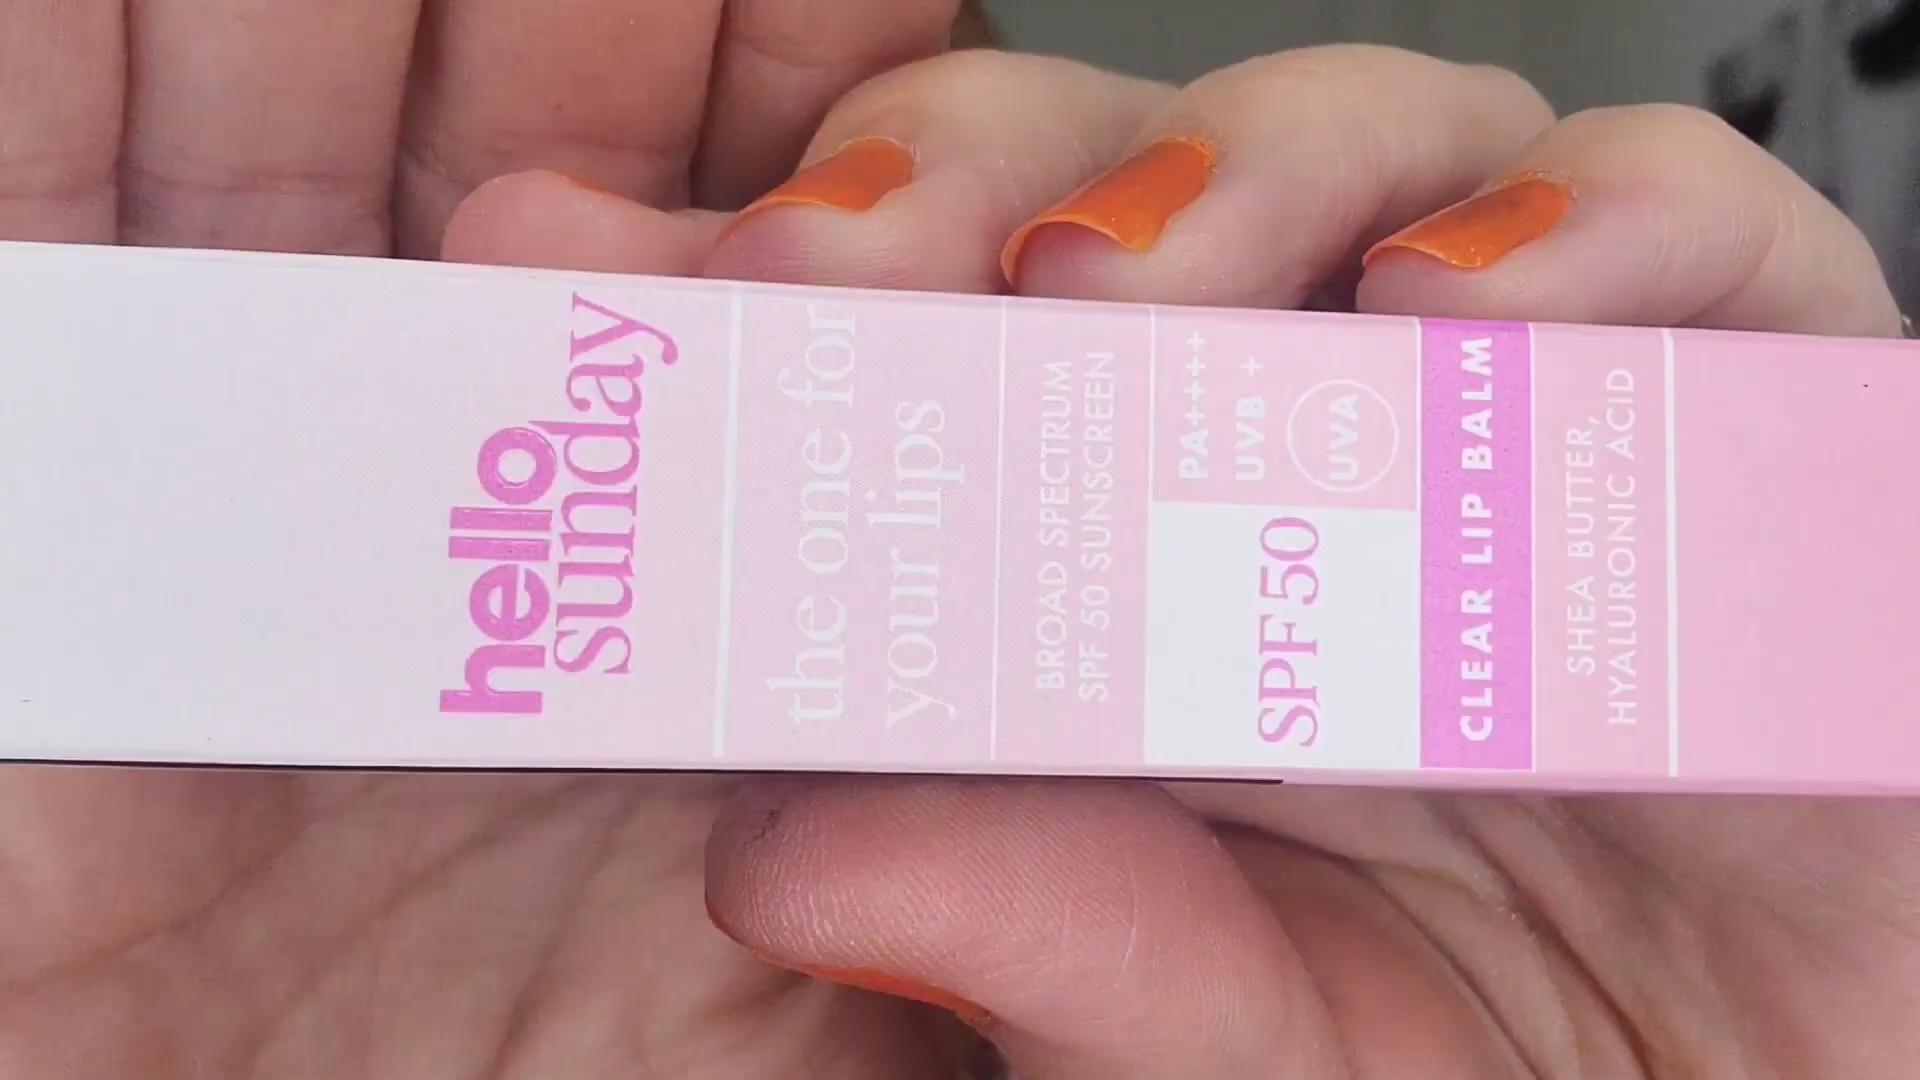 hello
sunday
the one for
your lips
BROAD SPECTRUM
SPF 50 SUNSCREEN
PA++++
UVB +
UVA
SPF 50
CLEAR LIP BALM
SHEA BUTTER,
HYALURONIC ACID